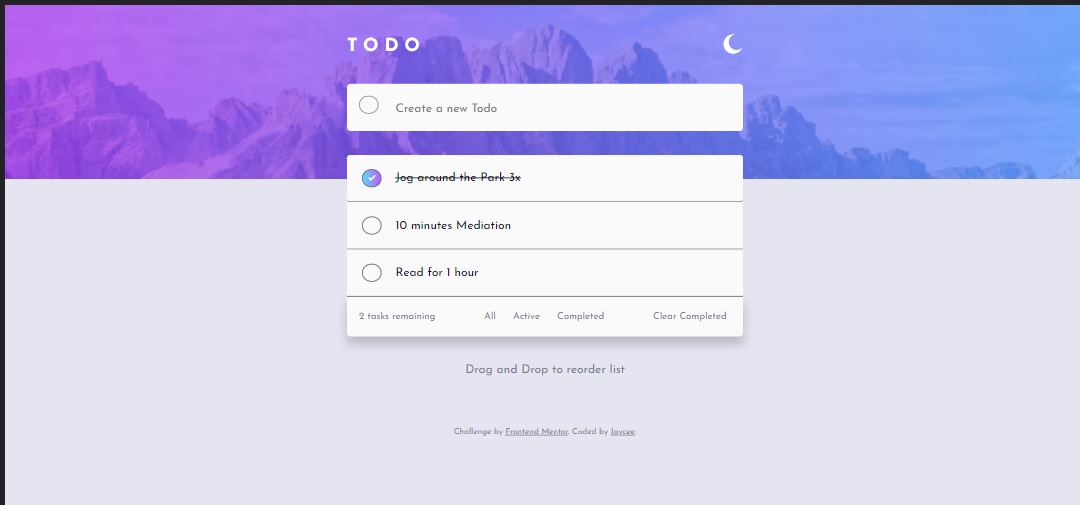 TODO
Create a new Todo
Jog around the Park 3x
10 minutes Mediation
Read for 1 hour
2 tasks remaining All Active Completed Clear Completed
Drag and Drop to reorder list
Challenge by Frontend Mentor. Coded by Jaycee.